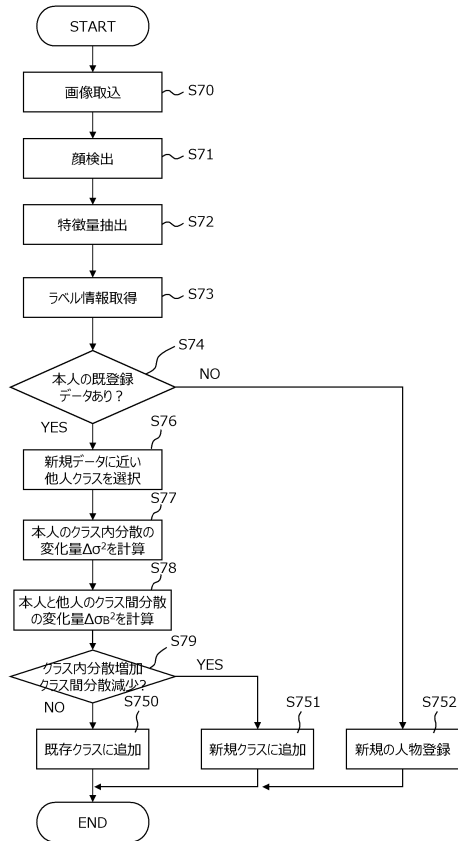 START
画像取込
S70
顔検出
S71
特徴量抽出
S72
ラベル情報取得
S73
S74
本人の既登録
データあり？
NO
YES
S76
新規データに近い
他人クラスを選択
S77
本人のクラス内分散の
変化量Δσ²を計算
S78
本人と他人のクラス間分散
の変化量ΔσB²を計算
S79
クラス内分散増加
クラス間分散減少?
YES
NO
S750
既存クラスに追加
S751
新規クラスに追加
S752
新規の人物登録
END